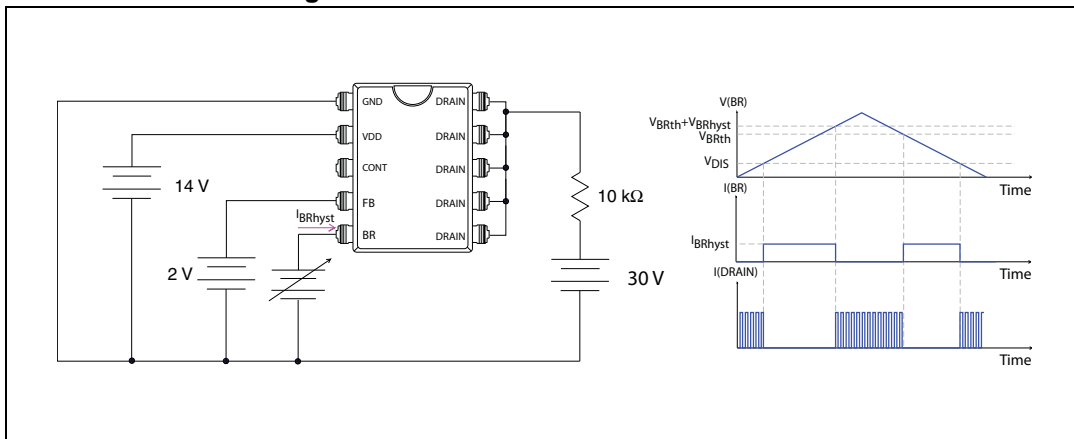 GND
DRAIN
VDD
DRAIN
CONT
DRAIN
FB
DRAIN
BR
DRAIN
14 V
2 V
IBRhyst
10 kΩ
30 V
V(BR)
VBRth+VBRhyst
VBRth
VDIS
Time
I(BR)
IBRhyst
Time
I(DRAIN)
Time